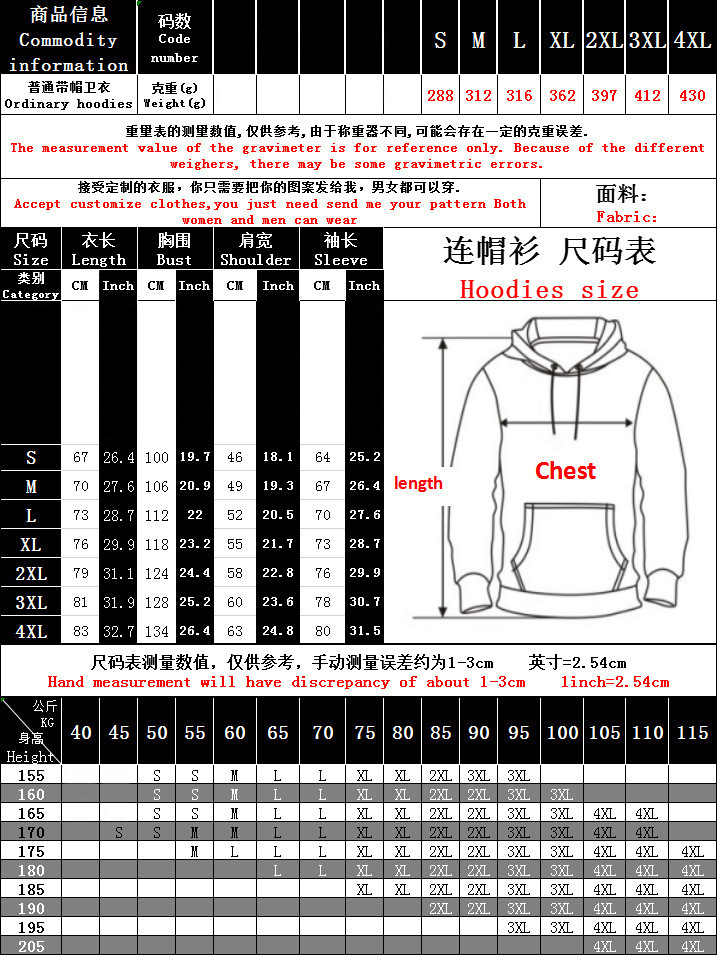 商品信息
Commodity
information
码数
Code
number
S M L XL 2XL 3XL 4XL
普通带帽卫衣
Ordinary hoodies
克重(g)
Weight(g)
288 312 316 362 397 412 430
重量表的测量数值,仅供参考,由于称重器不同,可能会存在一定的克重误差.
The measurement value of the gravimeter is for reference only. Because of the different
weighers, there may be some gravimetric errors.
接受定制的衣服，你只需要把你的图案发给我,男女都可以穿.
Accept customize clothes,you just need send me your pattern Both
women and men can wear
面料:
Fabric:
尺码 衣长 胸围 肩宽 袖长
Size Length Bust Shoulder Sleeve
类别
Category
CM Inch CM Inch CM Inch CM Inch
连帽衫 尺码表
Hoodies size
length
Chest
S 67 26.4 100 19.7 46 18.1 64 25.2
M 70 27.6 106 20.9 49 19.3 67 26.4
L 73 28.7 112 22 52 20.5 70 27.6
XL 76 29.9 118 23.2 55 21.7 73 28.7
2XL 79 31.1 124 24.4 58 22.8 76 29.9
3XL 81 31.9 128 25.2 60 23.6 78 30.7
4XL 83 32.7 134 26.4 63 24.8 80 31.5
尺码表测量数值，仅供参考，手动测量误差约为1-3cm 英寸=2.54cm
Hand measurement will have discrepancy of about 1-3cm 1inch=2.54cm
公斤
KG
身高
Height
40 45 50 55 60 65 70 75 80 85 90 95 100 105 110 115
155 S S M L L XL XL 2XL 3XL 3XL
160 S S M L L XL XL 2XL 2XL 3XL 3XL
165 S S M L L XL XL 2XL 2XL 3XL 3XL 4XL 4XL
170 S S M M L L XL XL 2XL 2XL 3XL 3XL 4XL 4XL
175 M L L L XL XL 2XL 2XL 3XL 3XL 4XL 4XL 4XL
180 L L XL XL 2XL 2XL 3XL 3XL 4XL 4XL 4XL
185 XL XL 2XL 2XL 3XL 3XL 4XL 4XL 4XL
190 2XL 2XL 3XL 3XL 4XL 4XL 4XL
195 3XL 3XL 4XL 4XL 4XL
205 4XL 4XL 4XL